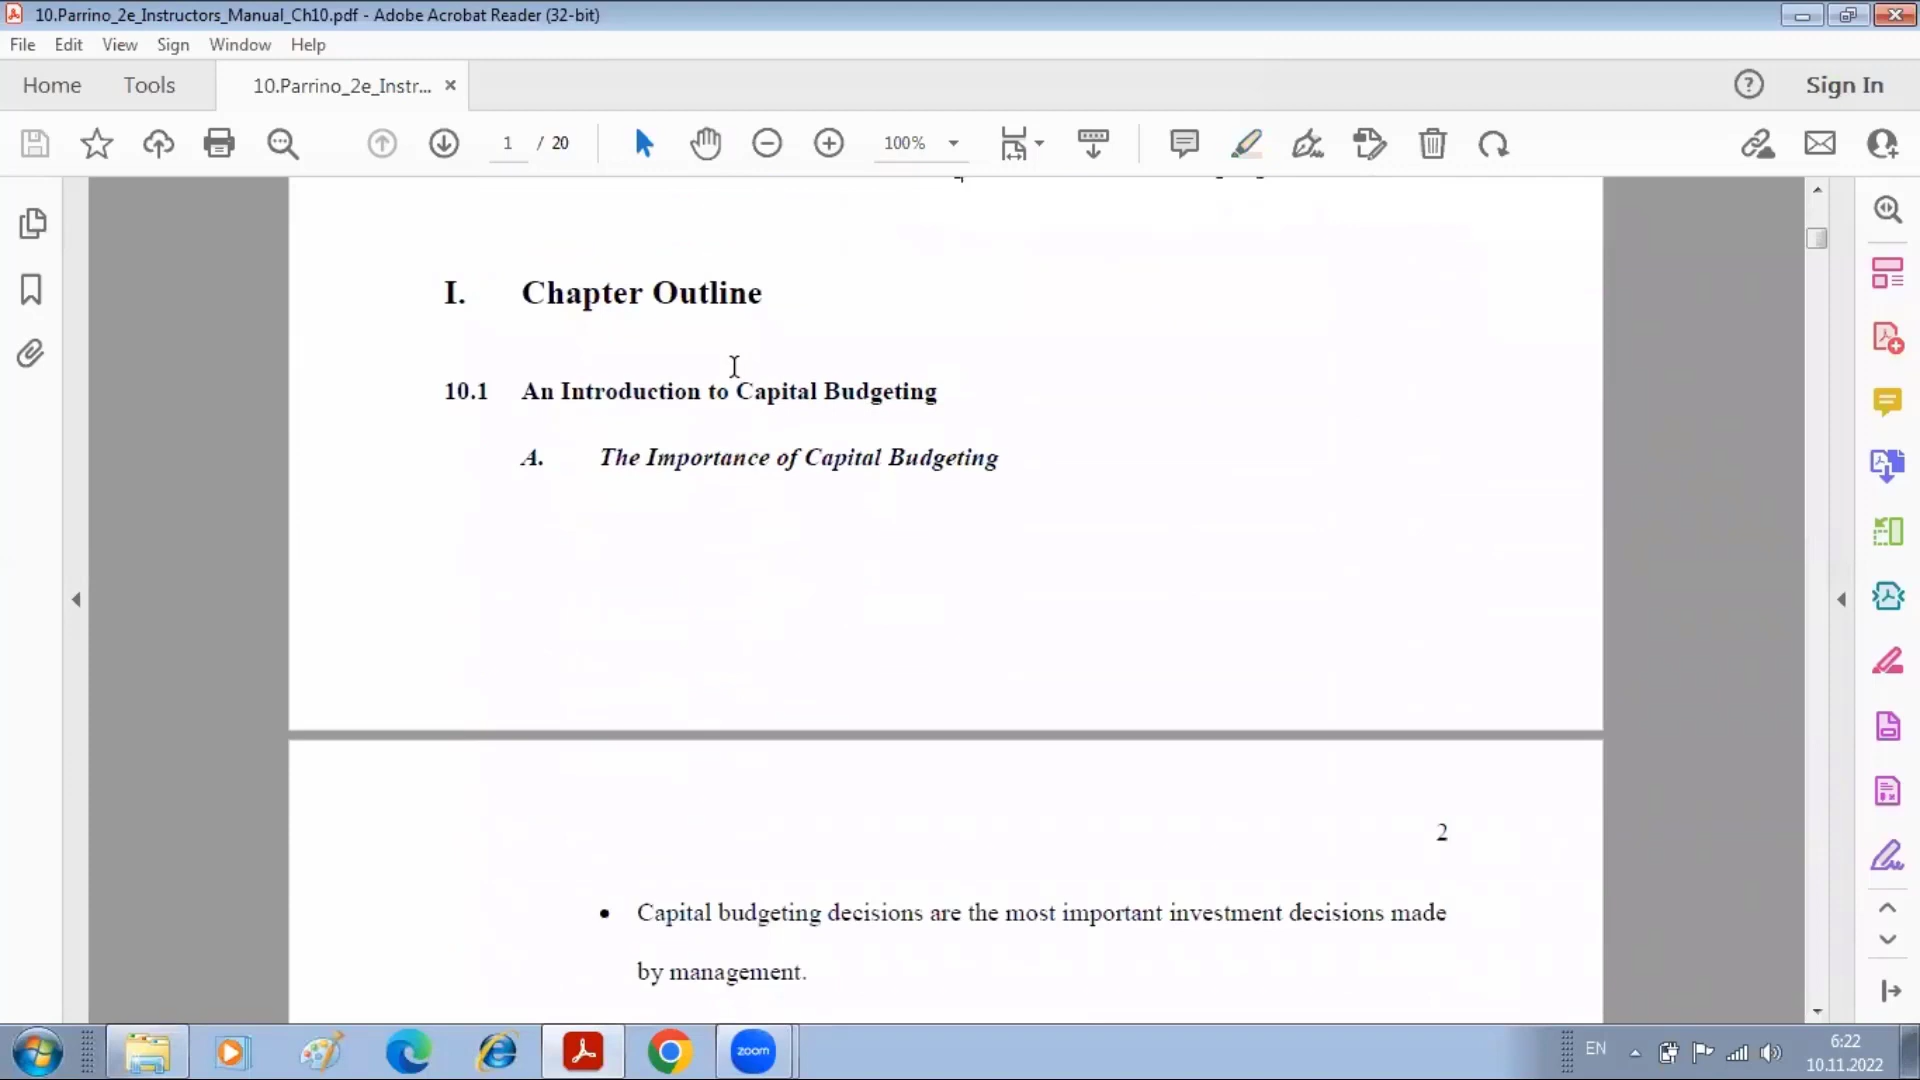 10.Parrino_2e_Instructors_Manual_Ch10.pdf - Adobe Acrobat Reader (32-bit)
File Edit View Sign Window Help
Home Tools 10.Parrino_2e_Instr... Sign In
1 / 20 100%
I. Chapter Outline
10.1 An Introduction to Capital Budgeting
A. The Importance of Capital Budgeting
2
• Capital budgeting decisions are the most important investment decisions made
by management.
zoom
EN
6:22
10.11.2022